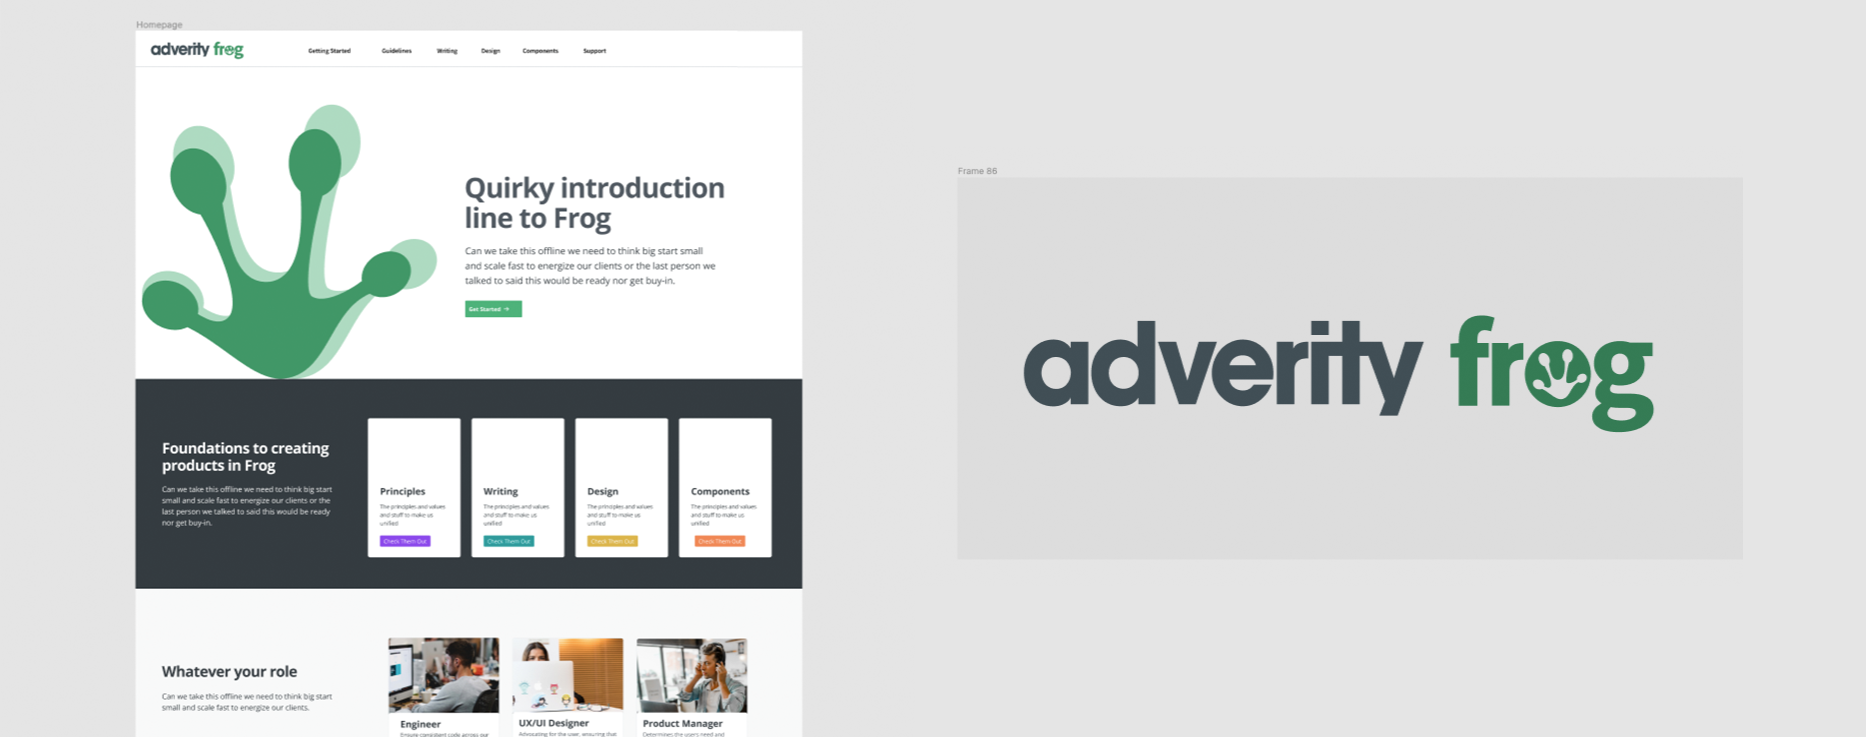 Homepage
adverity frog
Getting Started Guidelines Writing Design Components Support
Quirky introduction
line to Frog
Can we take this offline we need to think big start small
and scale fast to energize our clients or the last person we
talked to said this would be ready nor get buy-in.
Get Started →
Foundations to creating
products in Frog
Can we take this offline we need to think big start
small and scale fast to energize our clients or the
last person we talked to said this would be ready
nor get buy-in.
Principles
The principles and values
and stuff to make us
unified
Check Them Out
Writing
The principles and values
and stuff to make us
unified
Check Them Out
Design
The principles and values
and stuff to make us
unified
Check Them Out
Components
The principles and values
and stuff to make us
unified
Check Them Out
Whatever your role
Can we take this offline we need to think big start
small and scale fast to energize our clients.
Engineer
Ensure consistent code across our
UX/UI Designer
Advocating for the user, ensuring that
Product Manager
Determines the users need and
Frame 86
adverity frog